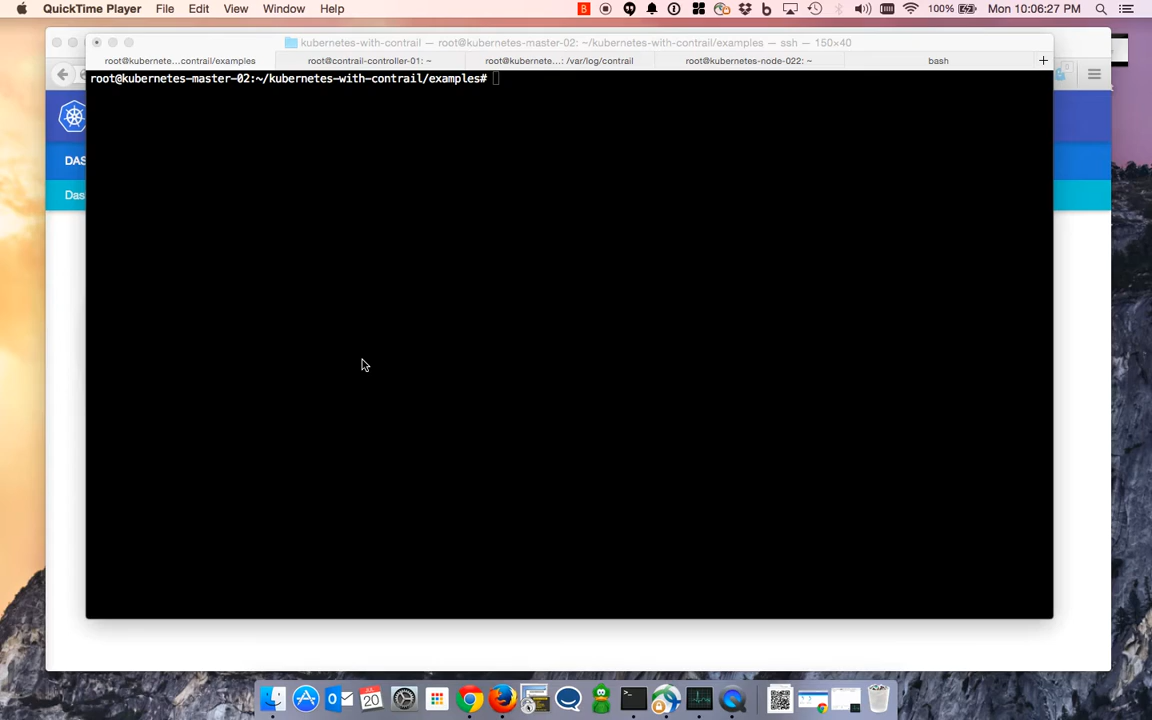 QuickTime Player File Edit View Window Help 100% Mon 10:06:27 PM
kubernetes-with-contrail — root@kubernetes-master-02: ~/kubernetes-with-contrail/examples — ssh — 150×40
root@kubernete...contrail/examples root@contrail-controller-01: ~ root@kubernete...: /var/log/contrail root@kubernetes-node-022: ~ bash
root@kubernetes-master-02:~/kubernetes-with-contrail/examples#
DAS
Das
JUL
20